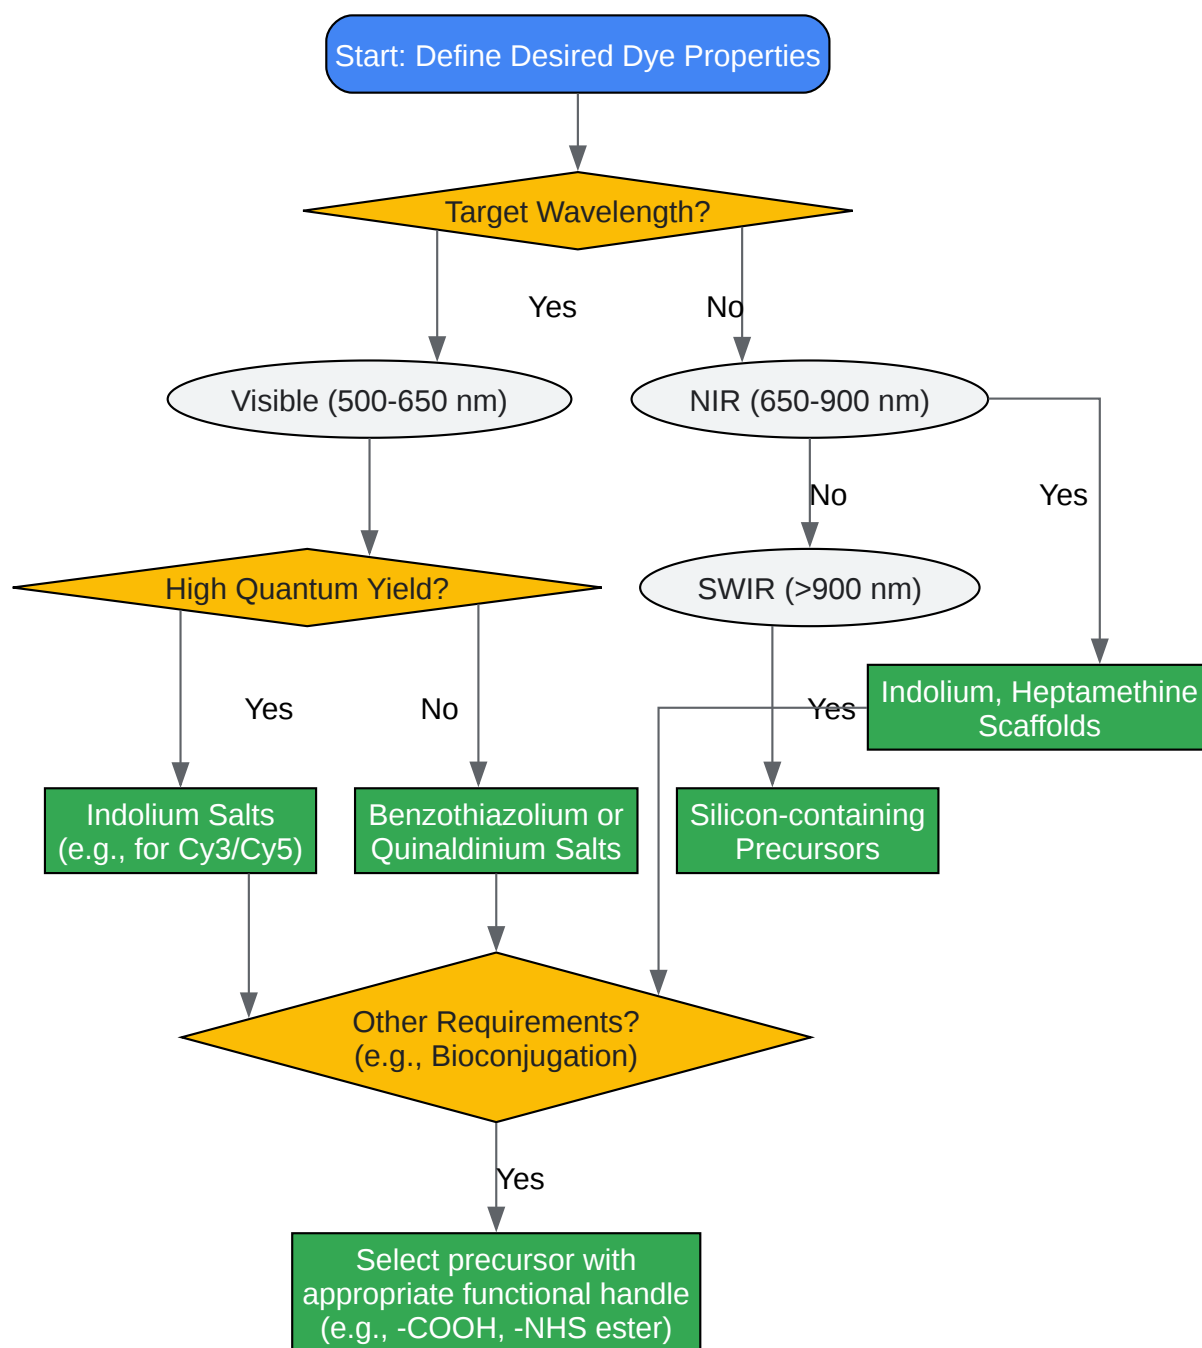 Start: Define Desired Dye Properties
Target Wavelength?
Yes
No
Visible (500-650 nm)
NIR (650-900 nm)
No
Yes
High Quantum Yield?
SWIR (>900 nm)
Yes
No
Yes
Indolium, Heptamethine
Scaffolds
Indolium Salts
(e.g., for Cy3/Cy5)
Benzothiazolium or
Quinaldinium Salts
Silicon-containing
Precursors
Other Requirements?
(e.g., Bioconjugation)
Yes
Select precursor with
appropriate functional handle
(e.g., -COOH, -NHS ester)